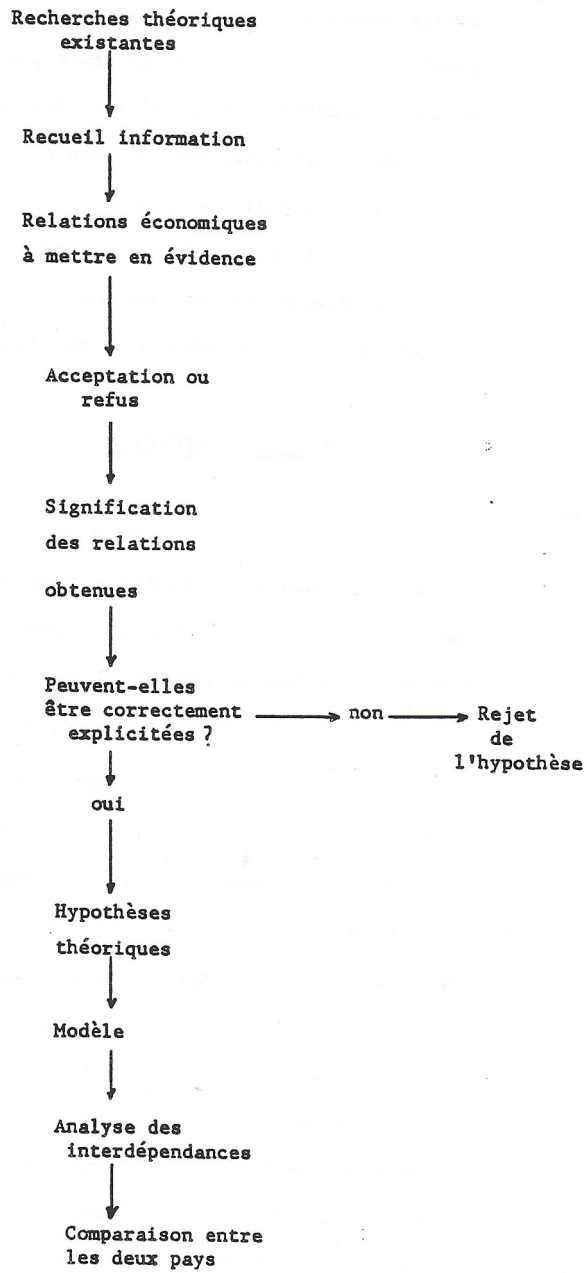 Recherches théoriques
existantes
Recueil information
Relations économiques
à mettre en évidence
Acceptation ou
refus
Signification
des relations
obtenues
Peuvent-elles
être correctement
explicitées ?
non
Rejet
de
l'hypothèse
oui
Hypothèses
théoriques
Modèle
Analyse des
interdépendances
Comparaison entre
les deux pays